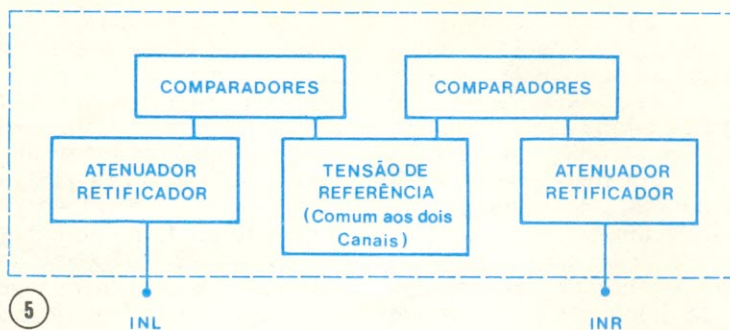 COMPARADORES
COMPARADORES
ATENUADOR
RETIFICADOR
TENSÃO DE
REFERÊNCIA
(Comum aos dois
Canais)
ATENUADOR
RETIFICADOR
5
INL
INR